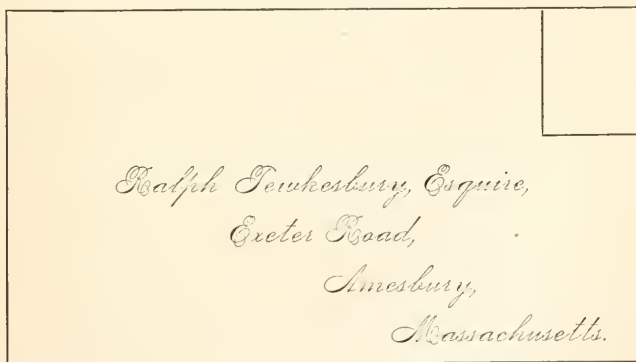 Ralph Tewkesbury, Esquire,
Exeter Road,
Amesbury,
Massachusetts.